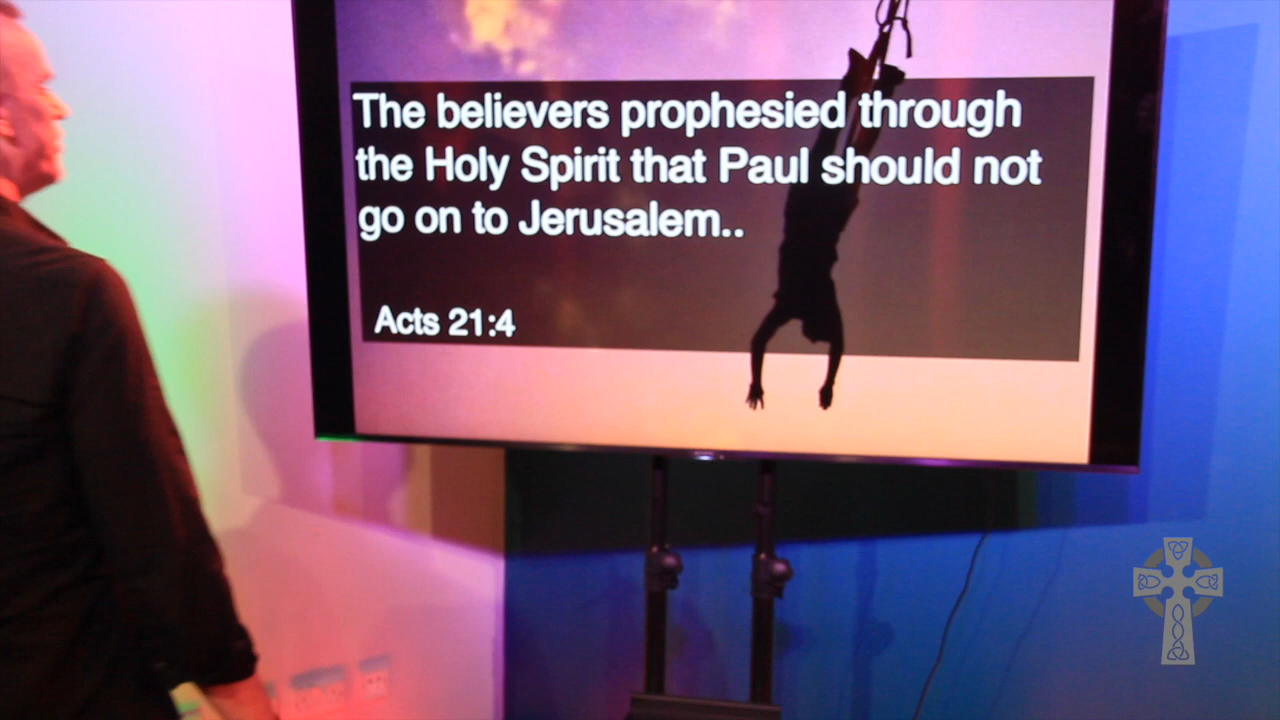 The believers prophesied through
the Holy Spirit that Paul should not
go on to Jerusalem..
Acts 21:4